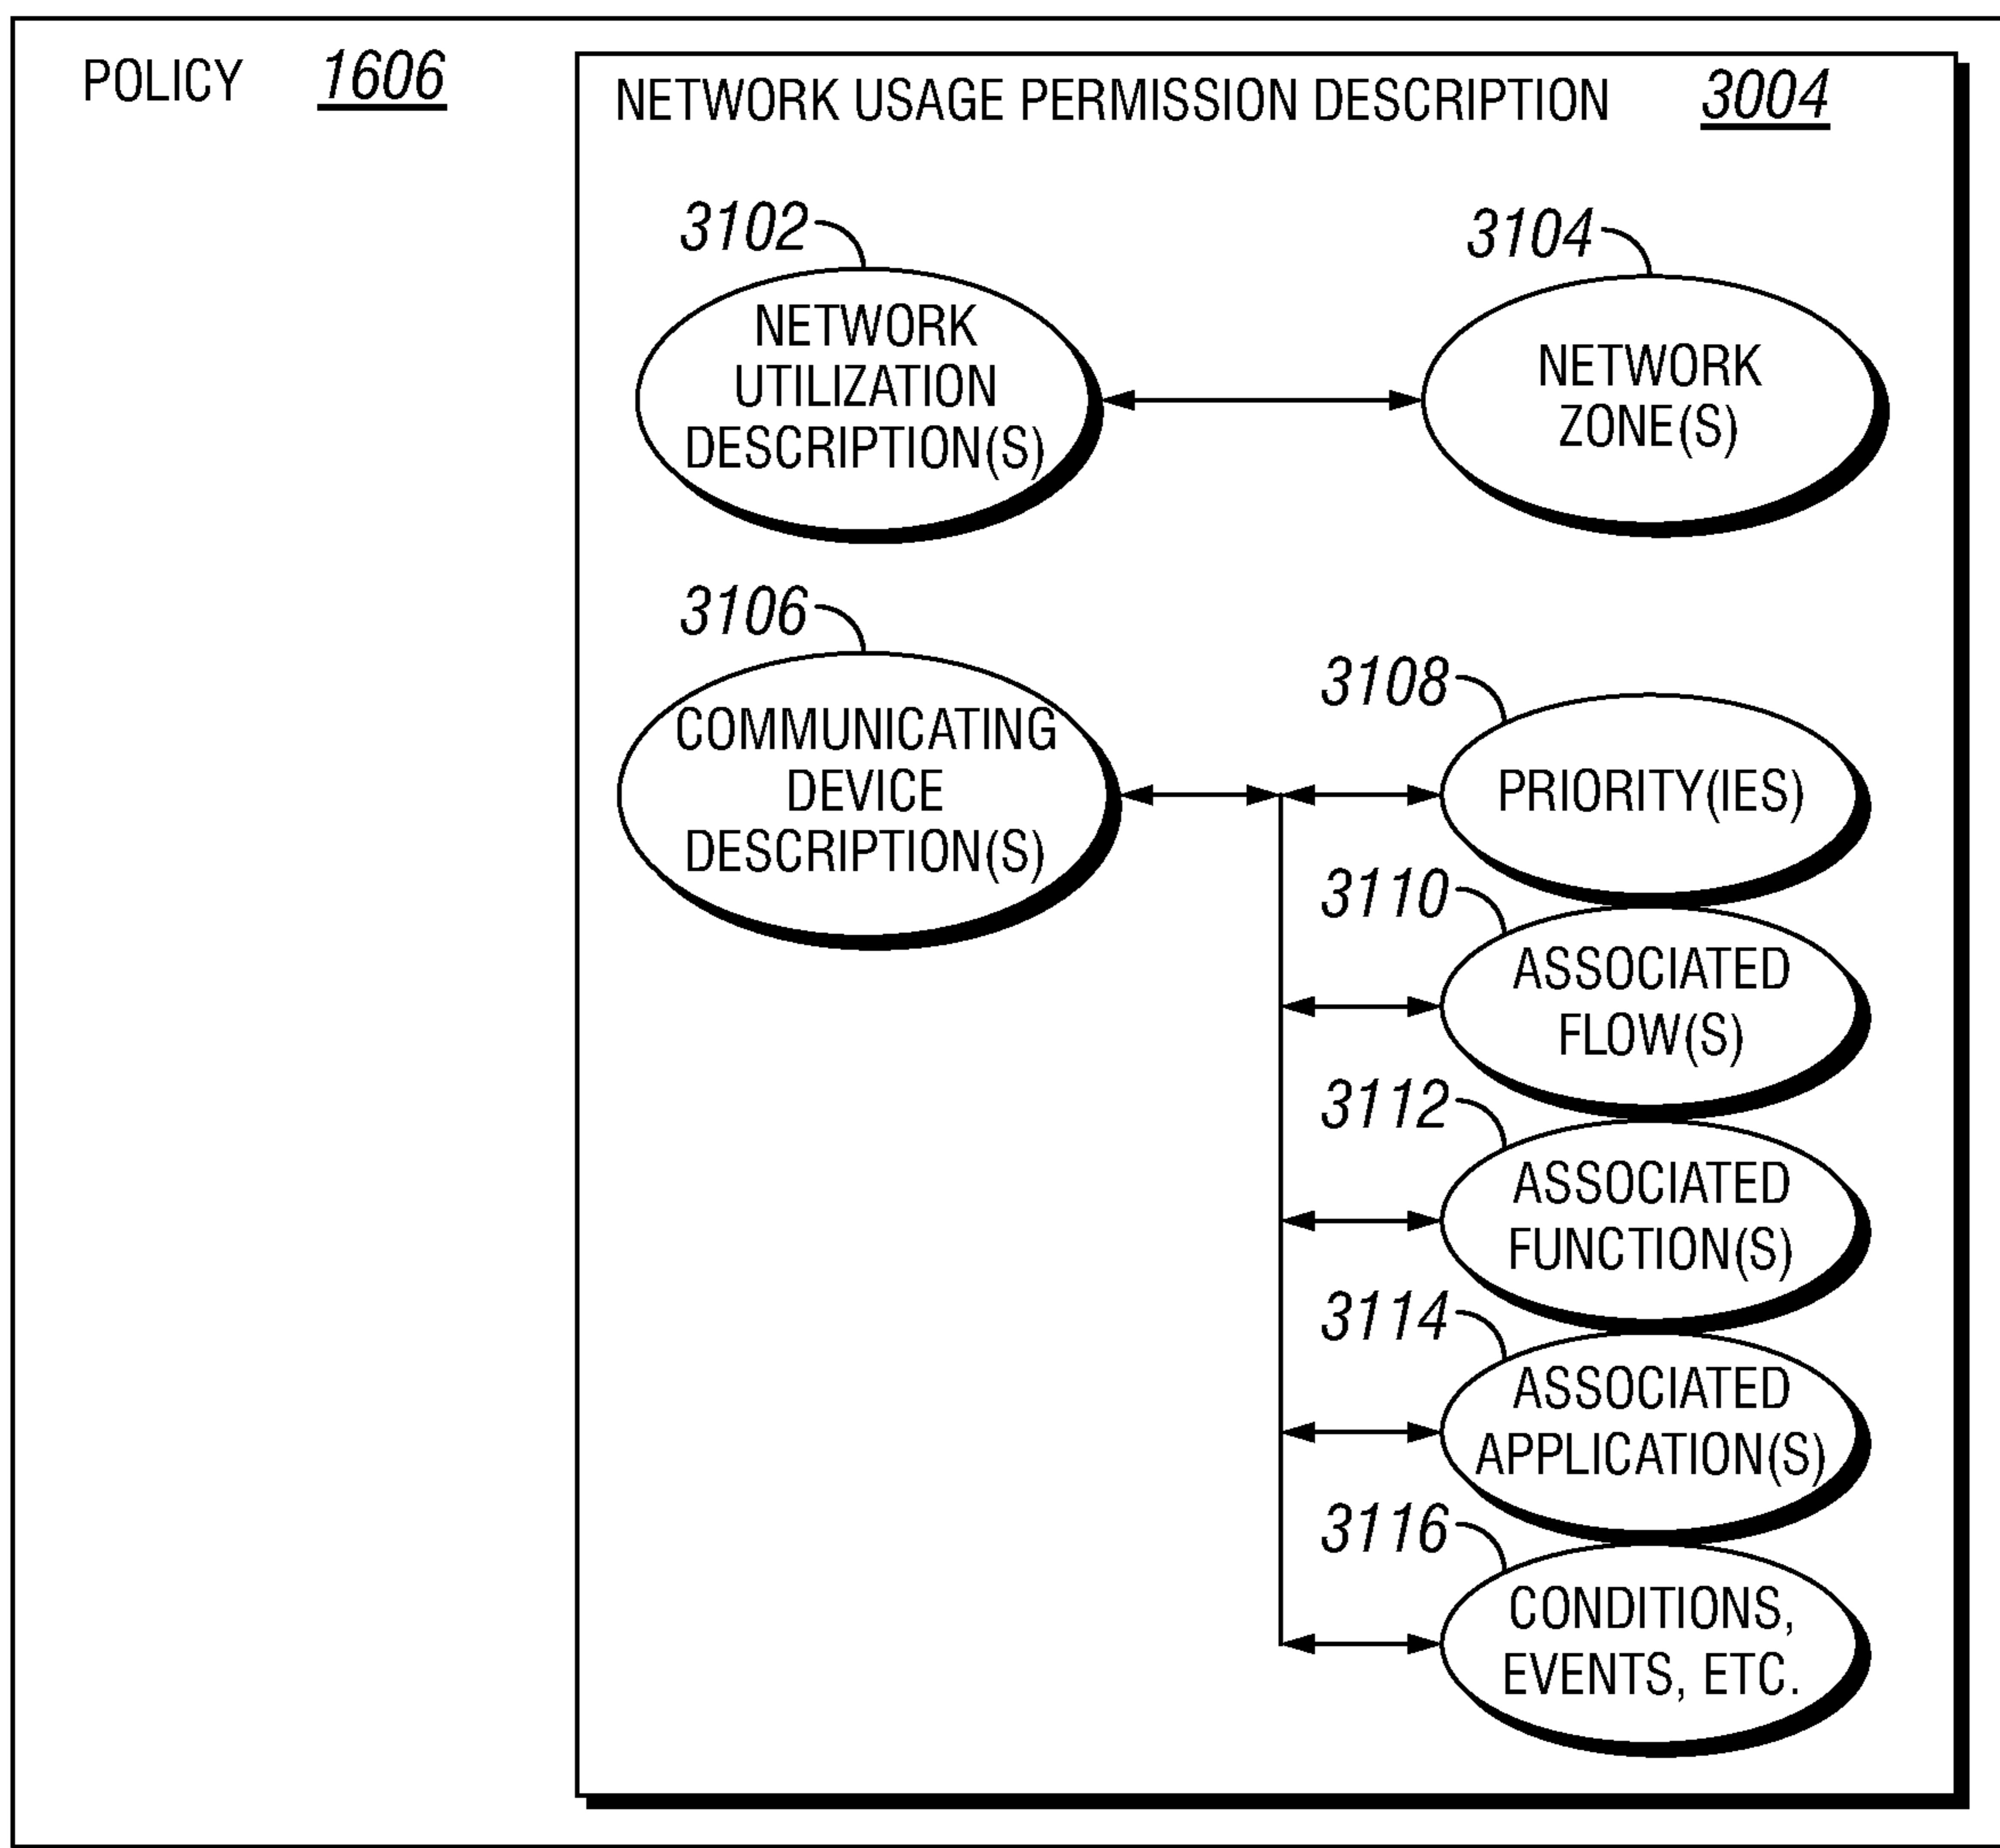 POLICY 1606
NETWORK USAGE PERMISSION DESCRIPTION 3004
3102
NETWORK
UTILIZATION
DESCRIPTION(S)
3104
NETWORK
ZONE(S)
3106
COMMUNICATING
DEVICE
DESCRIPTION(S)
3108
PRIORITY(IES)
3110
ASSOCIATED
FLOW(S)
3112
ASSOCIATED
FUNCTION(S)
3114
ASSOCIATED
APPLICATION(S)
3116
CONDITIONS,
EVENTS, ETC.